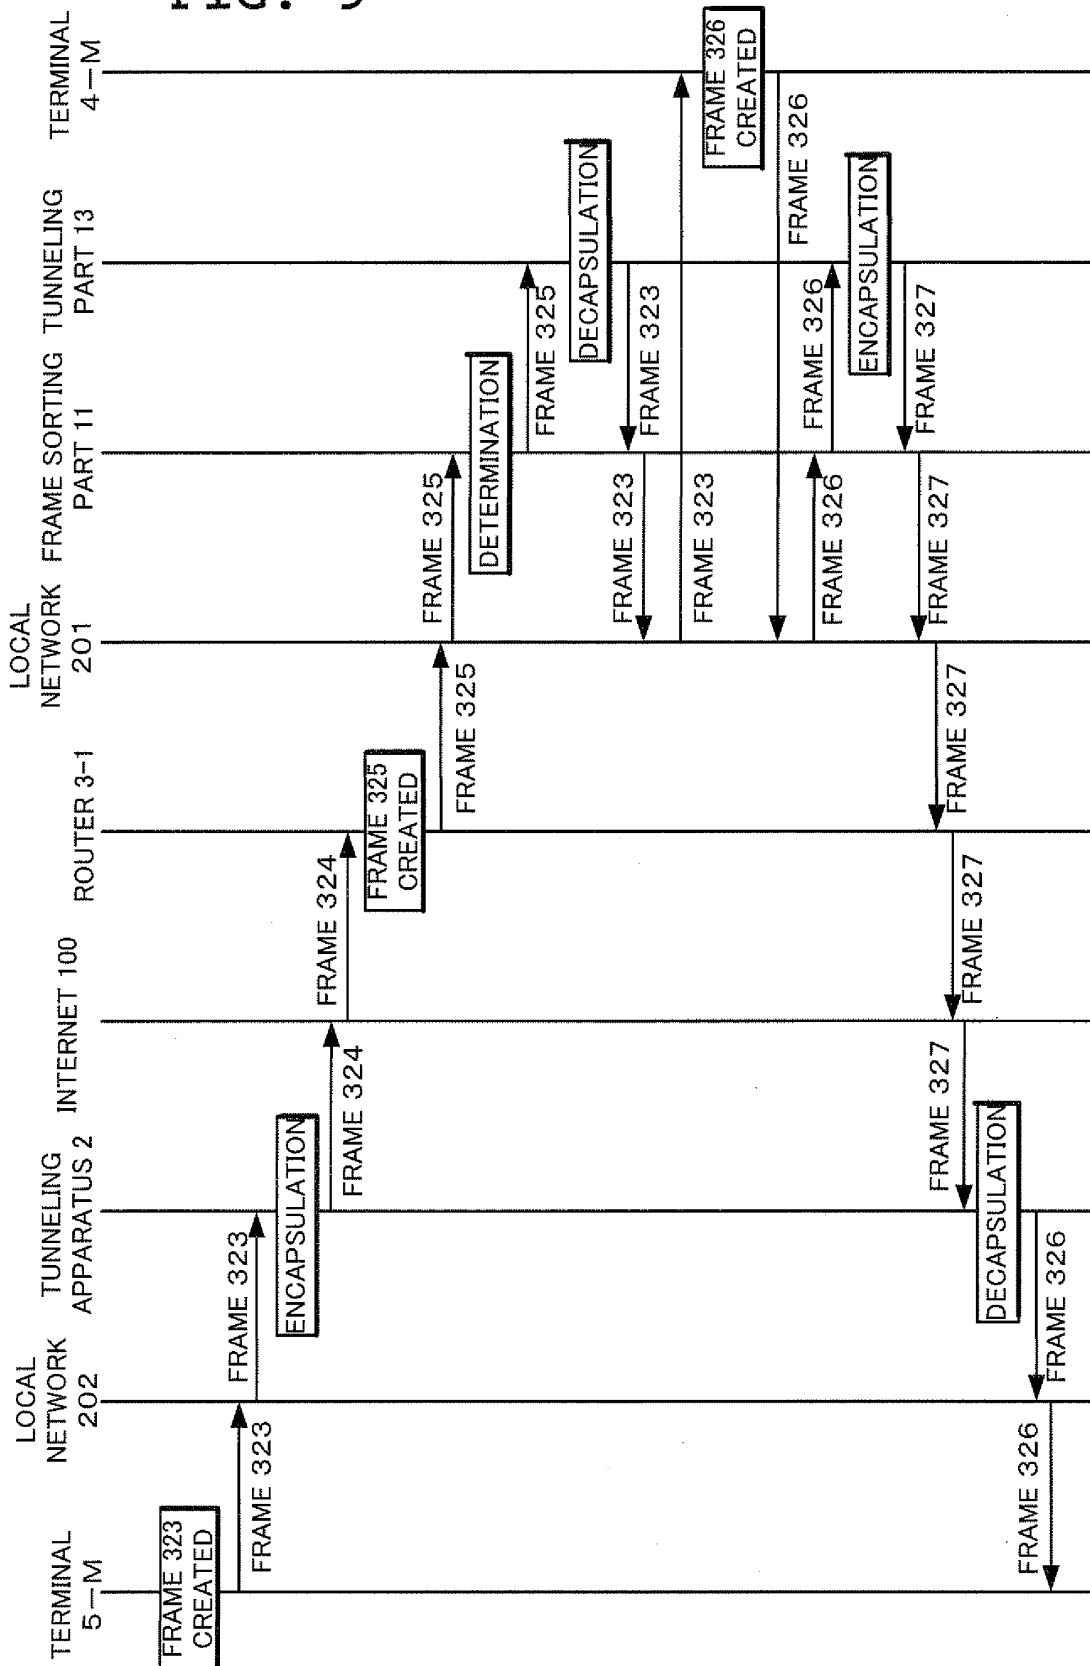 FIG. 9
TERMINAL
5—M
LOCAL
NETWORK
202
TUNNELING
APPARATUS 2
INTERNET 100
ROUTER 3-1
LOCAL
NETWORK
201
FRAME SORTING
PART 11
TUNNELING
PART 13
TERMINAL
4—M
FRAME 323
CREATED
FRAME 323
FRAME 323
ENCAPSULATION
FRAME 324
FRAME 324
FRAME 325
CREATED
FRAME 325
FRAME 325
DETERMINATION
FRAME 325
DECAPSULATION
FRAME 323
FRAME 323
FRAME 323
FRAME 326
CREATED
FRAME 326
FRAME 326
FRAME 326
ENCAPSULATION
FRAME 327
FRAME 327
FRAME 327
FRAME 327
FRAME 327
DECAPSULATION
FRAME 326
FRAME 326